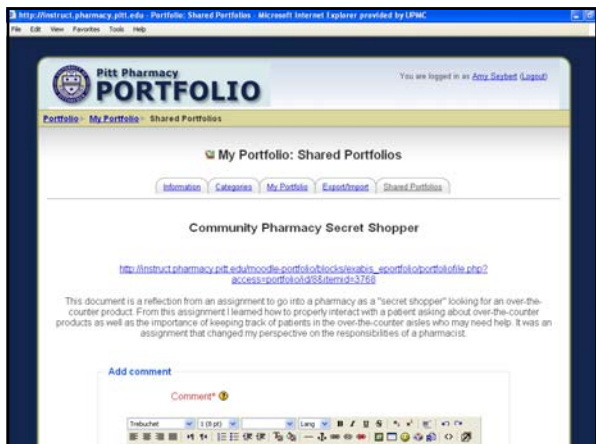 http://instruct.pharmacy.pitt.edu - Portfolio: Shared Portfolios - Microsoft Internet Explorer provided by UPMC
File Edit View Favorites Tools Help
Pitt Pharmacy
PORTFOLIO
You are logged in as Amy Seybert (Logout)
Portfolio ► My Portfolio ► Shared Portfolios
My Portfolio: Shared Portfolios
Information Categories My Portfolio Export/Import Shared Portfolios
Community Pharmacy Secret Shopper
http://instruct.pharmacy.pitt.edu/moodle-portfolio/blocks/exabis_eportfolio/portfoliofile.php?
access=portfolio/id/8&itemid=3768
This document is a reflection from an assignment to go into a pharmacy as a "secret shopper" looking for an over-the-
counter product. From this assignment I learned how to properly interact with a patient asking about over-the-counter
products as well as the importance of keeping track of patients in the over-the-counter aisles who may need help. It was an
assignment that changed my perspective on the responsibilities of a pharmacist.
Add comment
Comment*
Trebuchet 1 (8 pt) Lang B I U S